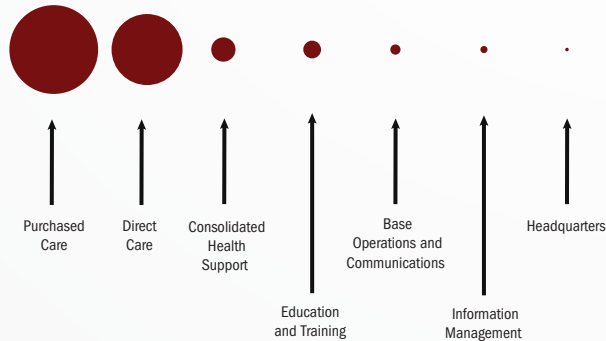 Purchased
Care
Direct
Care
Consolidated
Health
Support
Education
and Training
Base
Operations and
Communications
Information
Management
Headquarters